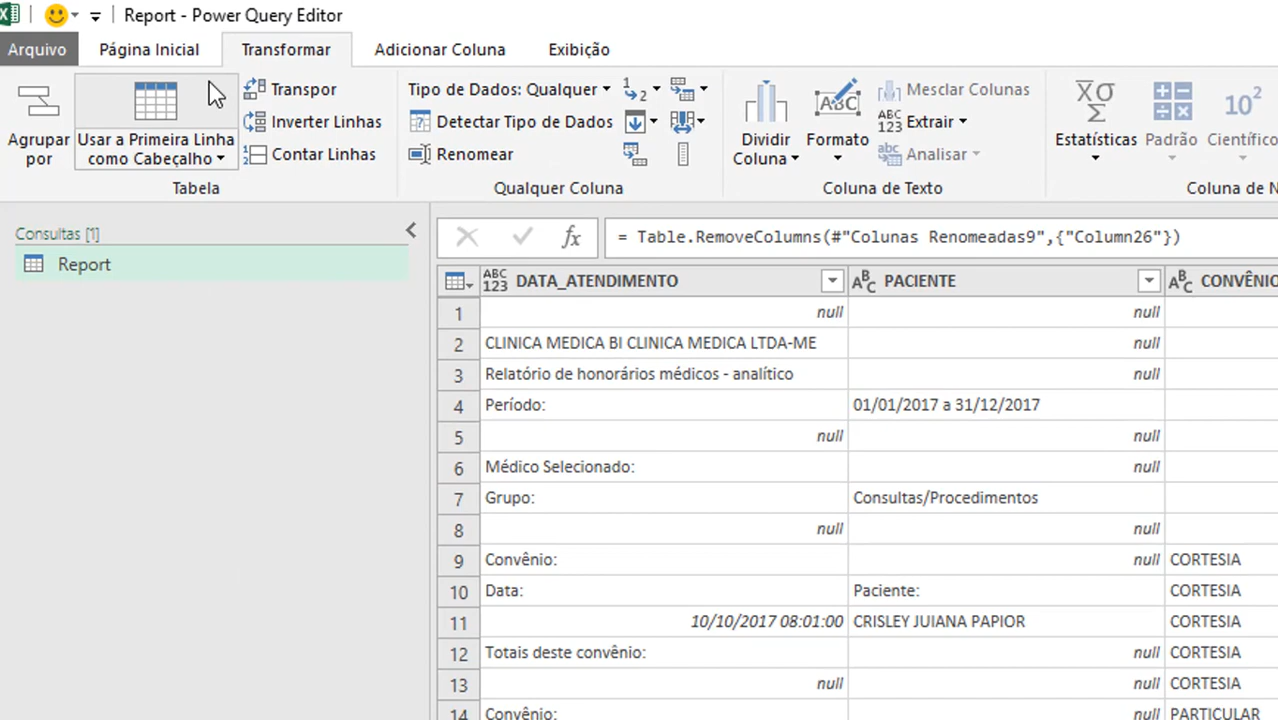 Report - Power Query Editor
Arquivo Página Inicial Transformar Adicionar Coluna Exibição
Agrupar por
Usar a Primeira Linha como Cabeçalho
Transpor
Inverter Linhas
Contar Linhas
Tabela
Tipo de Dados: Qualquer
Detectar Tipo de Dados
Renomear
Qualquer Coluna
Dividir Coluna
Formato
Mesclar Colunas
Extrair
Analisar
Coluna de Texto
Estatísticas
Padrão
Científico
Coluna de N
Consultas [1]
Report
= Table.RemoveColumns(#"Colunas Renomeadas9",{"Column26"})
DATA_ATENDIMENTO PACIENTE CONVÊNIO
1 null null
2 CLINICA MEDICA BI CLINICA MEDICA LTDA-ME null
3 Relatório de honorários médicos - analítico null
4 Período: 01/01/2017 a 31/12/2017
5 null null
6 Médico Selecionado: null
7 Grupo: Consultas/Procedimentos
8 null null
9 Convênio: null CORTESIA
10 Data: Paciente: CORTESIA
11 10/10/2017 08:01:00 CRISLEY JUIANA PAPIOR CORTESIA
12 Totais deste convênio: null CORTESIA
13 null null CORTESIA
14 Convênio: null PARTICULAR